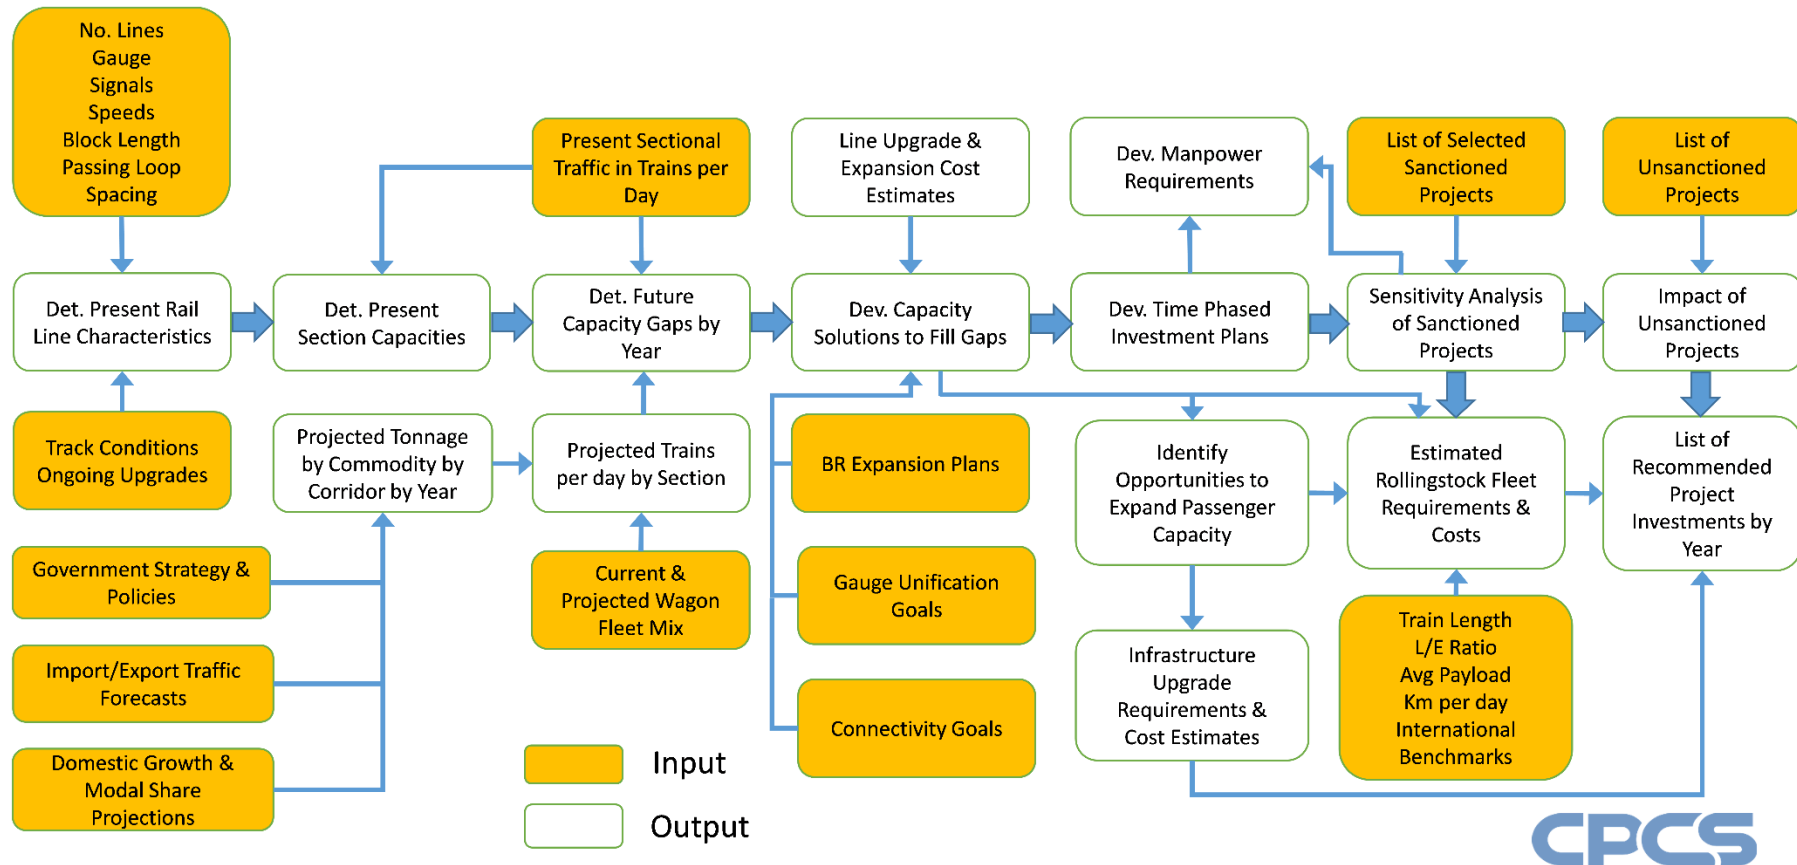 No. Lines
Gauge
Signals
Speeds
Block Length
Passing Loop
Spacing
Present Sectional
Traffic in Trains per
Day
Line Upgrade &
Expansion Cost
Estimates
Dev. Manpower
Requirements
List of Selected
Sanctioned
Projects
List of
Unsanctioned
Projects
Det. Present Rail
Line Characteristics
Det. Present
Section Capacities
Det. Future
Capacity Gaps by
Year
Dev. Capacity
Solutions to Fill Gaps
Dev. Time Phased
Investment Plans
Sensitivity Analysis
of Sanctioned
Projects
Impact of
Unsanctioned
Projects
Track Conditions
Ongoing Upgrades
Projected Tonnage
by Commodity by
Corridor by Year
Projected Trains
per day by Section
BR Expansion Plans
Identify
Opportunities to
Expand Passenger
Capacity
Estimated
Rollingstock Fleet
Requirements &
Costs
List of
Recommended
Project
Investments by
Year
Government Strategy &
Policies
Current &
Projected Wagon
Fleet Mix
Gauge Unification
Goals
Import/Export Traffic
Forecasts
Infrastructure
Upgrade
Requirements &
Cost Estimates
Train Length
L/E Ratio
Avg Payload
Km per day
International
Benchmarks
Domestic Growth &
Modal Share
Projections
Connectivity Goals
Input
Output
CPCS